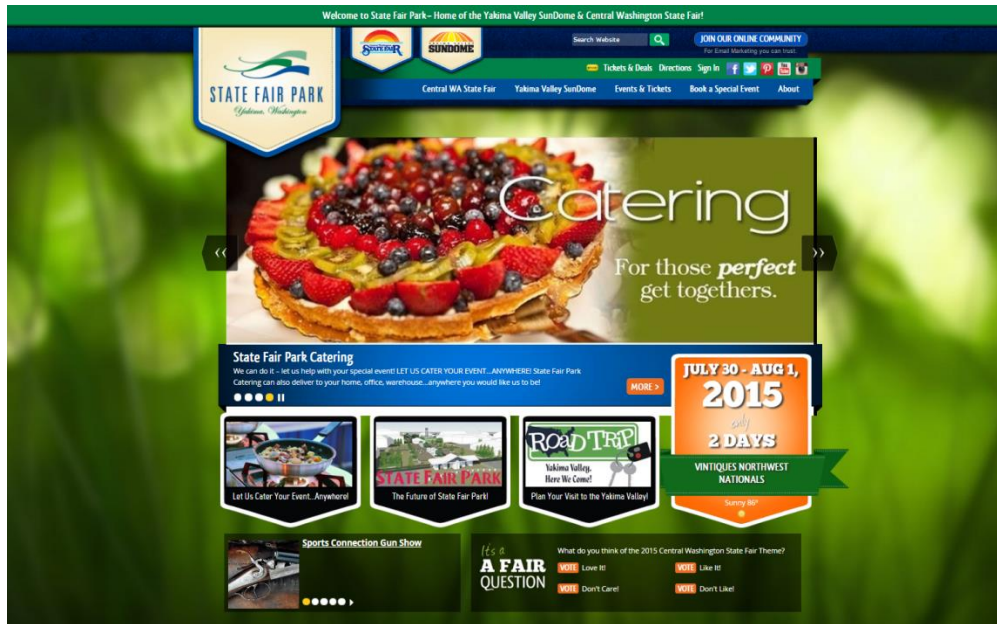 Welcome to State Fair Park– Home of the Yakima Valley SunDome & Central Washington State Fair!
STATE FAIR
SUNDOME
Search Website
JOIN OUR ONLINE COMMUNITY
For Email Marketing you can trust.
Tickets & Deals Directions Sign In
STATE FAIR PARK
Yakima, Washington
Central WA State Fair Yakima Valley SunDome Events & Tickets Book a Special Event About
Catering
For those perfect
get togethers.
State Fair Park Catering
We can do it – let us help with your special event! LET US CATER YOUR EVENT...ANYWHERE! State Fair Park
Catering can also deliver to your home, office, warehouse...anywhere you would like us to be!
MORE >
JULY 30 - AUG 1,
2015
only
2 DAYS
VINTIQUES NORTHWEST
NATIONALS
Sunny 86°
Let Us Cater Your Event...Anywhere!
STATE FAIR PARK
The Future of State Fair Park!
ROAD TRIP
Yakima Valley,
Here We Come!
Plan Your Visit to the Yakima Valley!
Sports Connection Gun Show
It's a
A FAIR
QUESTION
What do you think of the 2015 Central Washington State Fair Theme?
VOTE Love It! VOTE Like It!
VOTE Don't Care! VOTE Don't Like!